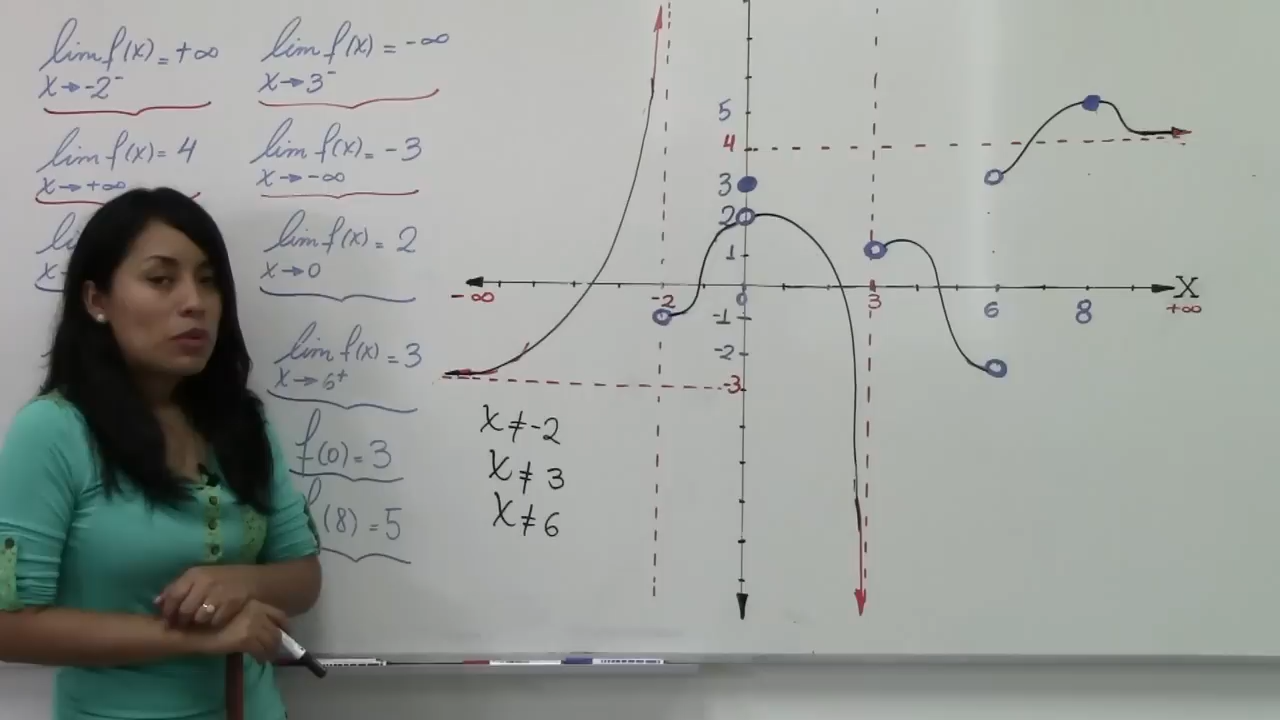 lim f(x) = +∞
x→-2⁻
lim f(x) = -∞
x→3⁻
lim f(x) = 4
x→+∞
lim f(x) = -3
x→-∞
lim f(x) = 2
x→0
lim f(x) = 3
x→6⁺
f(0) = 3
(8) = 5
x≠-2
x≠3
x≠6
5
4
3
2
1
-∞
-2
0
3
6
8
X
+∞
-1
-2
-3